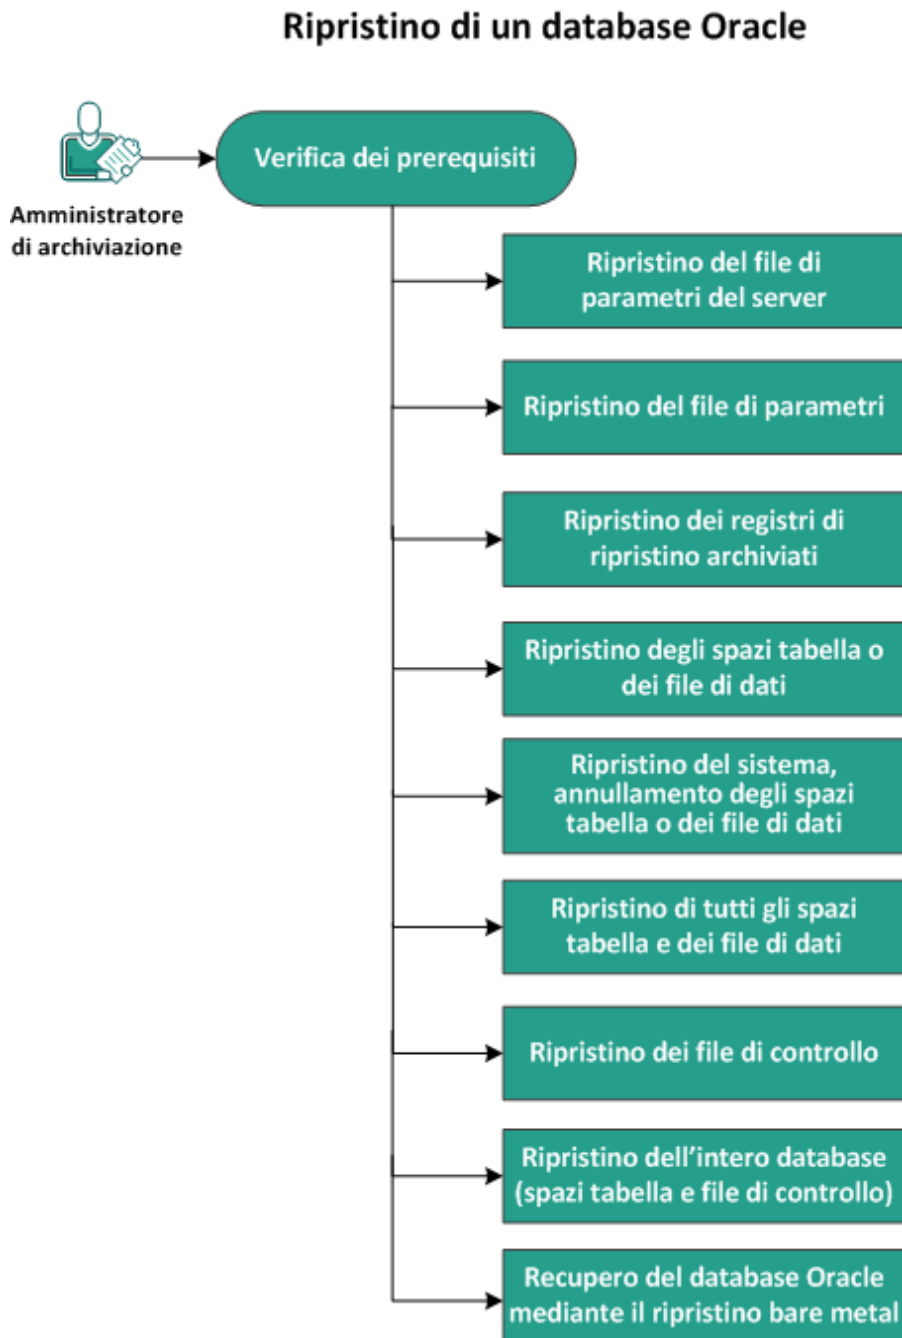 Ripristino di un database Oracle
Verifica dei prerequisiti
Amministratore
di archiviazione
Ripristino del file di
parametri del server
Ripristino del file di parametri
Ripristino dei registri di
ripristino archiviati
Ripristino degli spazi tabella o
dei file di dati
Ripristino del sistema,
annullamento degli spazi
tabella o dei file di dati
Ripristino di tutti gli spazi
tabella e dei file di dati
Ripristino dei file di controllo
Ripristino dell’intero database
(spazi tabella e file di controllo)
Recupero del database Oracle
mediante il ripristino bare metal